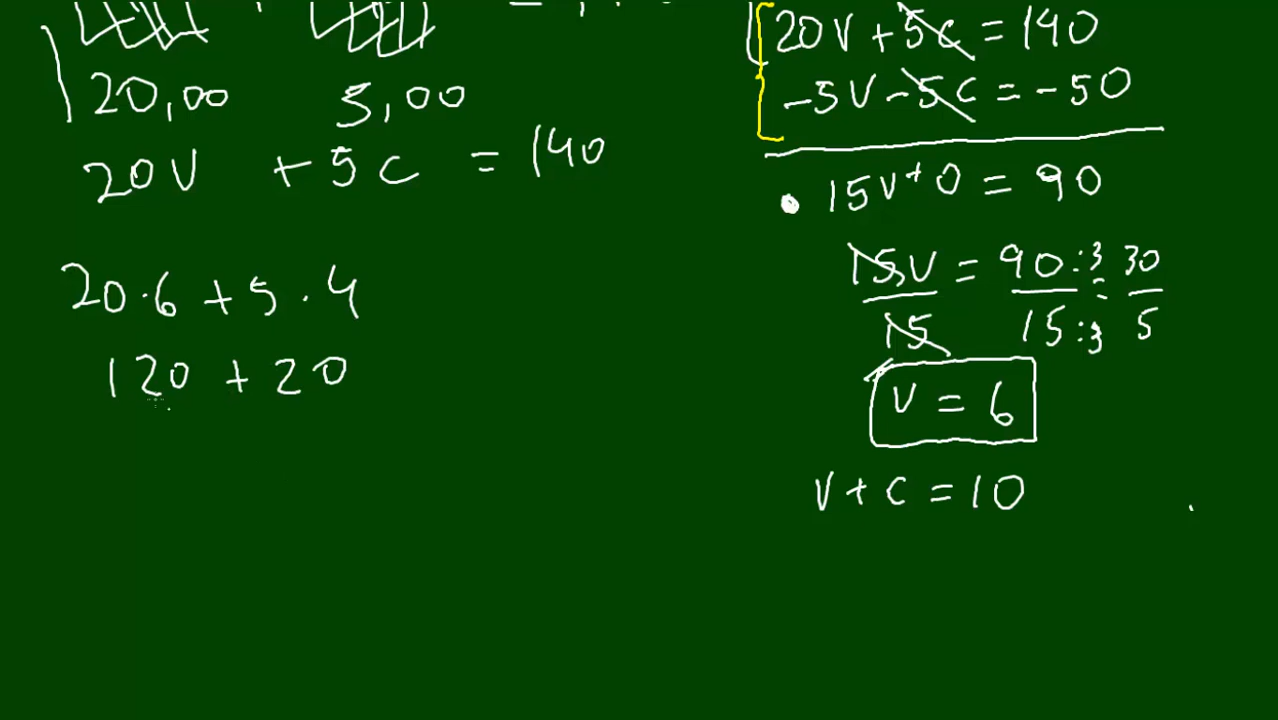 20,00 5,00
20V + 5C = 140
20·6 + 5·4
120 + 20
20V + 5C = 140
-5V - 5C = -50
15V + 0 = 90
15V = 90:3 = 30
15 15:3 5
V = 6
V + C = 10